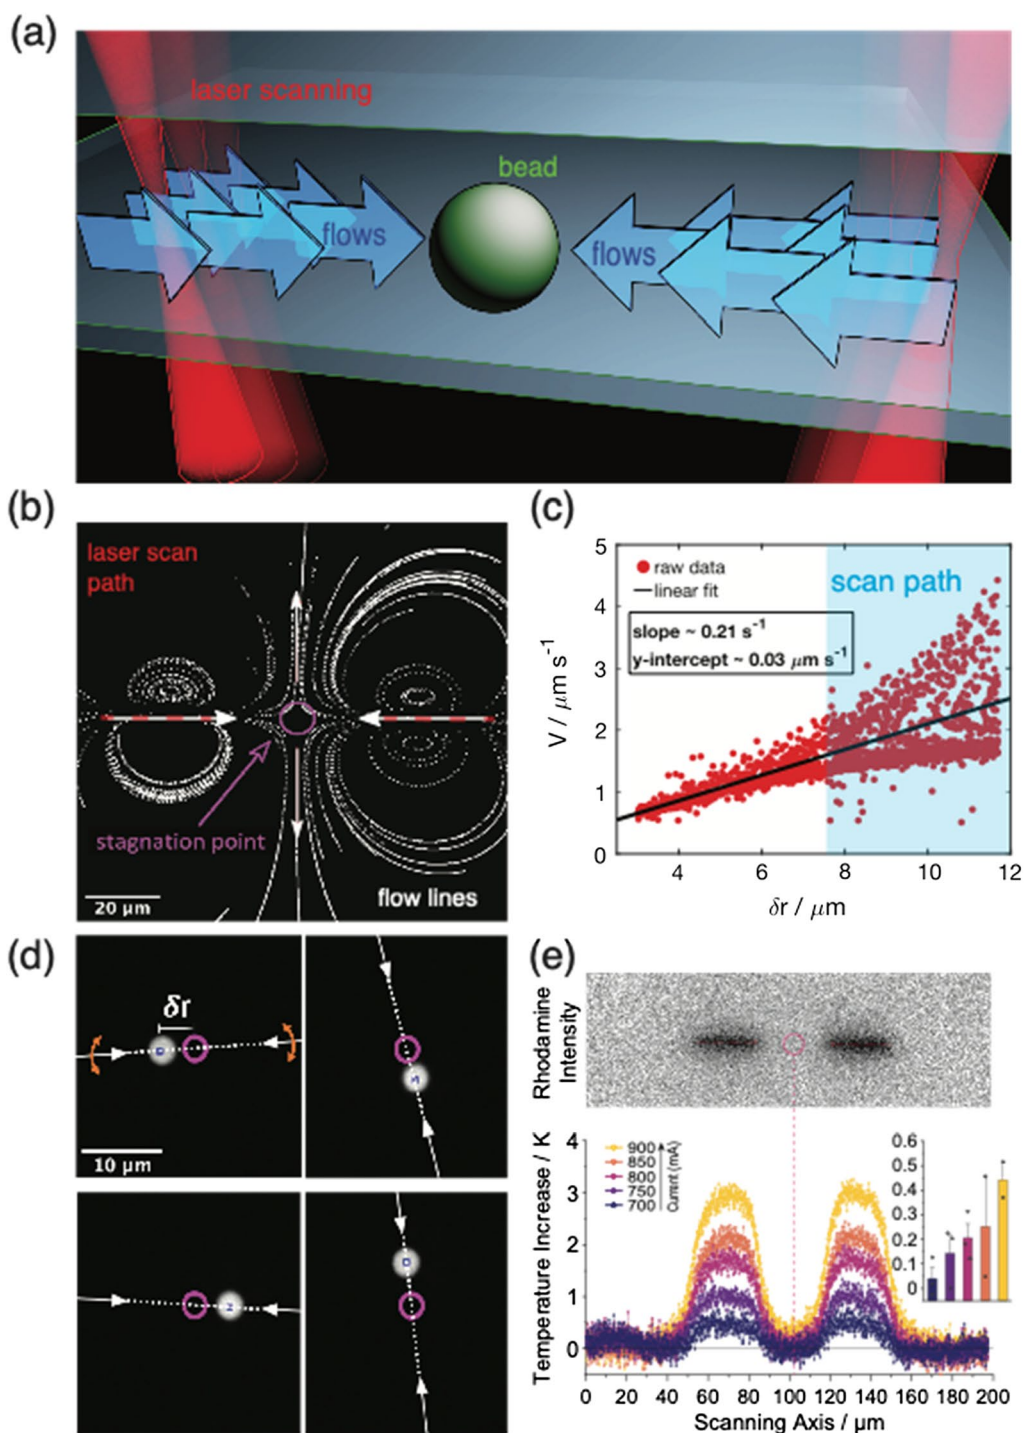 (a)
laser scanning
bead
flows
flows
(b)
laser scan
path
stagnation point
20 µm
flow lines
(c)
5
4
3
2
1
0
V / µm s⁻¹
raw data
linear fit
slope ~ 0.21 s⁻¹
y-intercept ~ 0.03 µm s⁻¹
scan path
4
6
8
10
12
δr / µm
(d)
δr
10 µm
(e)
Rhodamine
Intensity
Temperature Increase / K
4
3
2
1
0
900
850
800
750
700
Current (mA)
0.6
0.5
0.4
0.3
0.2
0.1
0
0
20
40
60
80
100
120
140
160
180
200
Scanning Axis / µm